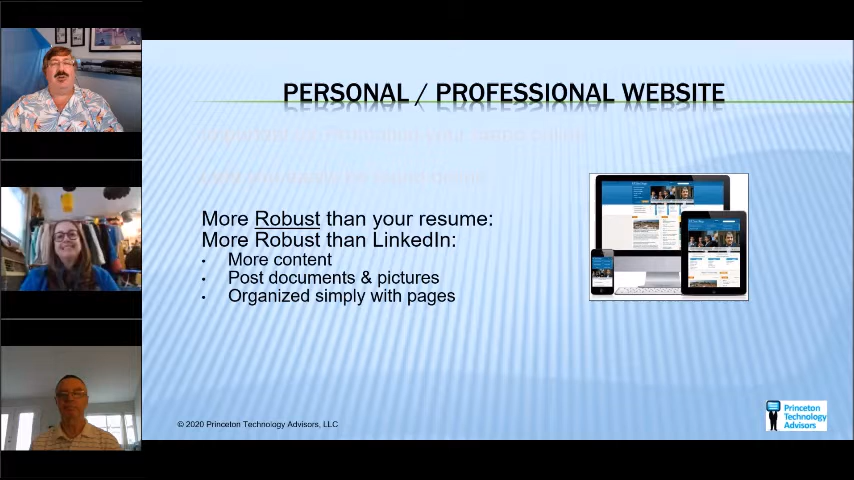 PERSONAL / PROFESSIONAL WEBSITE
More Robust than your resume:
More Robust than LinkedIn:
• More content
• Post documents & pictures
• Organized simply with pages
© 2020 Princeton Technology Advisors, LLC
Princeton
Technology
Advisors